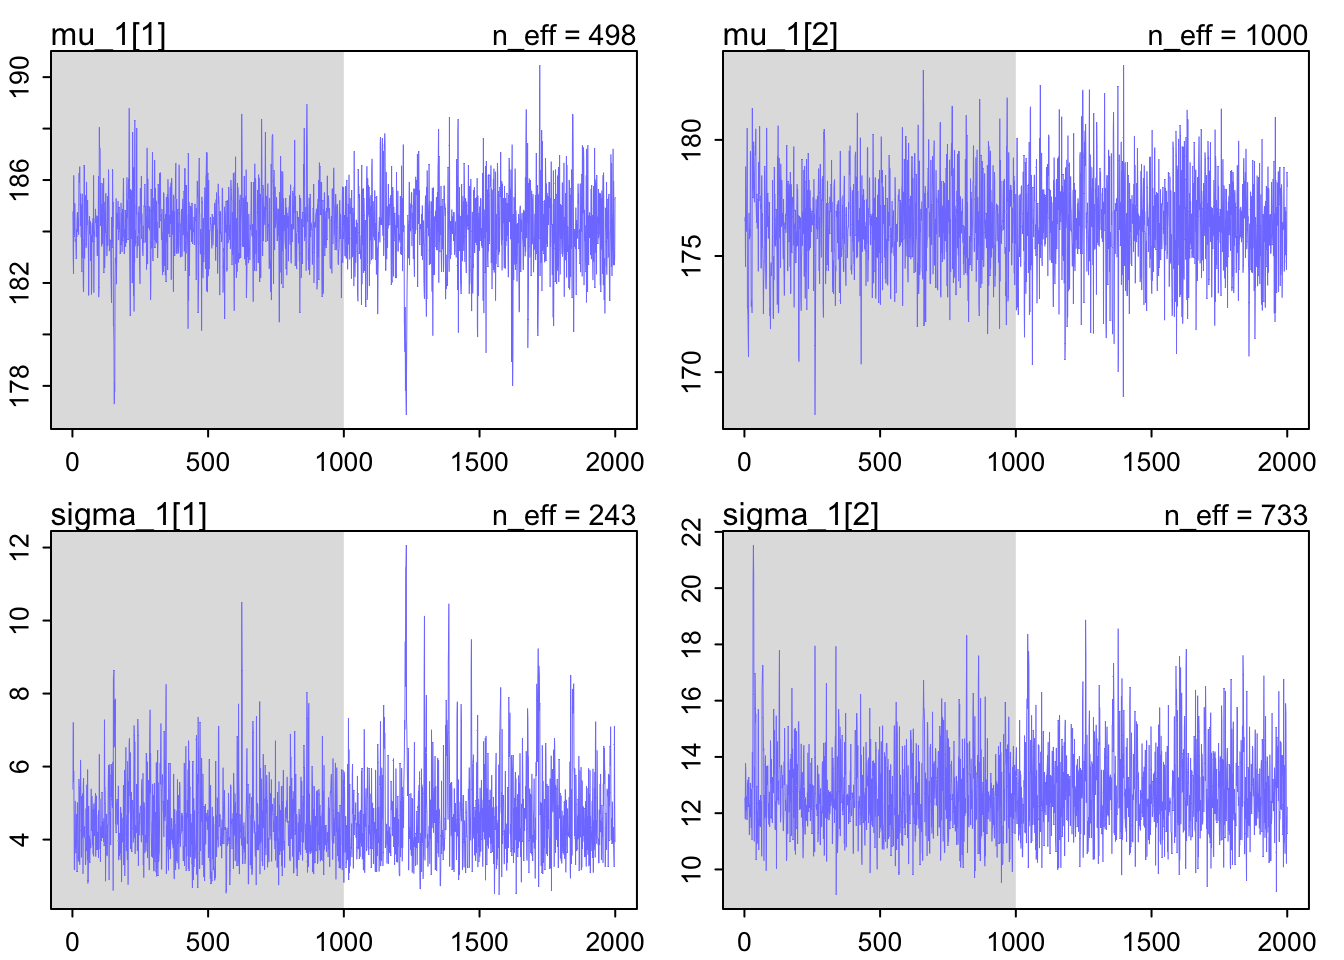 mu_1[1] n_eff = 498
190
186
182
178
0 500 1000 1500 2000
mu_1[2] n_eff = 1000
180
175
170
0 500 1000 1500 2000
sigma_1[1] n_eff = 243
12
10
8
6
4
0 500 1000 1500 2000
sigma_1[2] n_eff = 733
22
20
18
16
14
12
10
0 500 1000 1500 2000